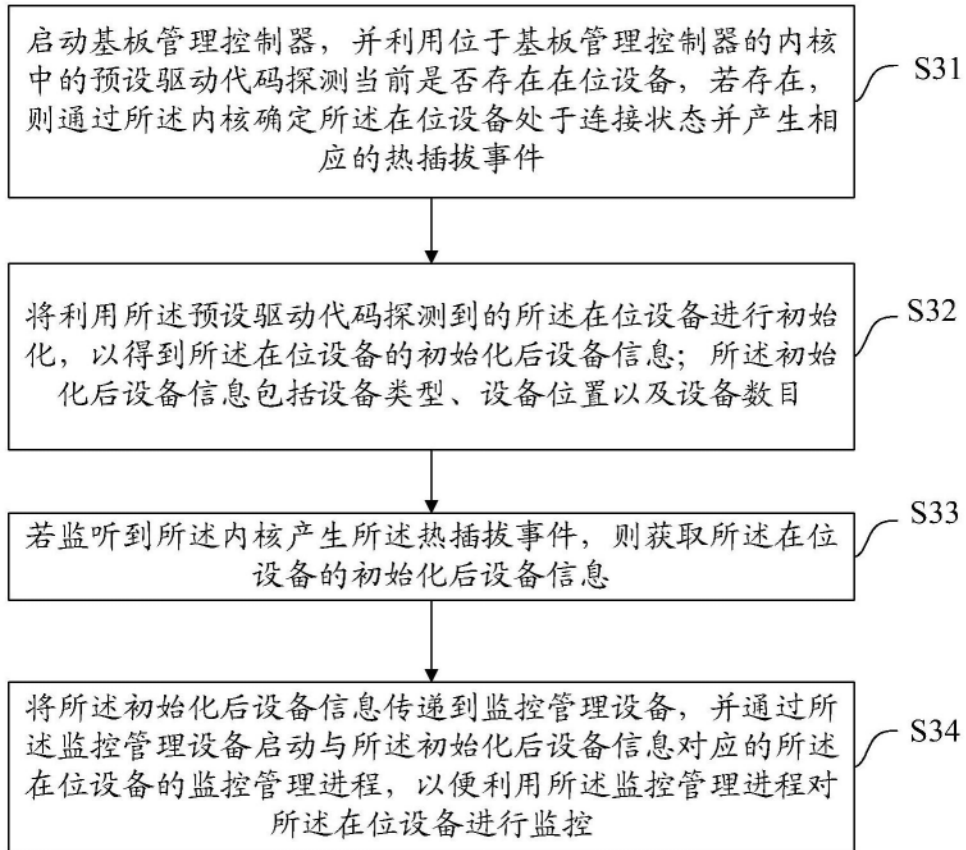 启动基板管理控制器，并利用位于基板管理控制器的内核
中的预设驱动代码探测当前是否存在在位设备，若存在，
则通过所述内核确定所述在位设备处于连接状态并产生相
应的热插拔事件
S31
将利用所述预设驱动代码探测到的所述在位设备进行初始
化，以得到所述在位设备的初始化后设备信息；所述初始
化后设备信息包括设备类型、设备位置以及设备数目
S32
若监听到所述内核产生所述热插拔事件，则获取所述在位
设备的初始化后设备信息
S33
将所述初始化后设备信息传递到监控管理设备，并通过所
述监控管理设备启动与所述初始化后设备信息对应的所述
在位设备的监控管理进程，以便利用所述监控管理进程对
所述在位设备进行监控
S34